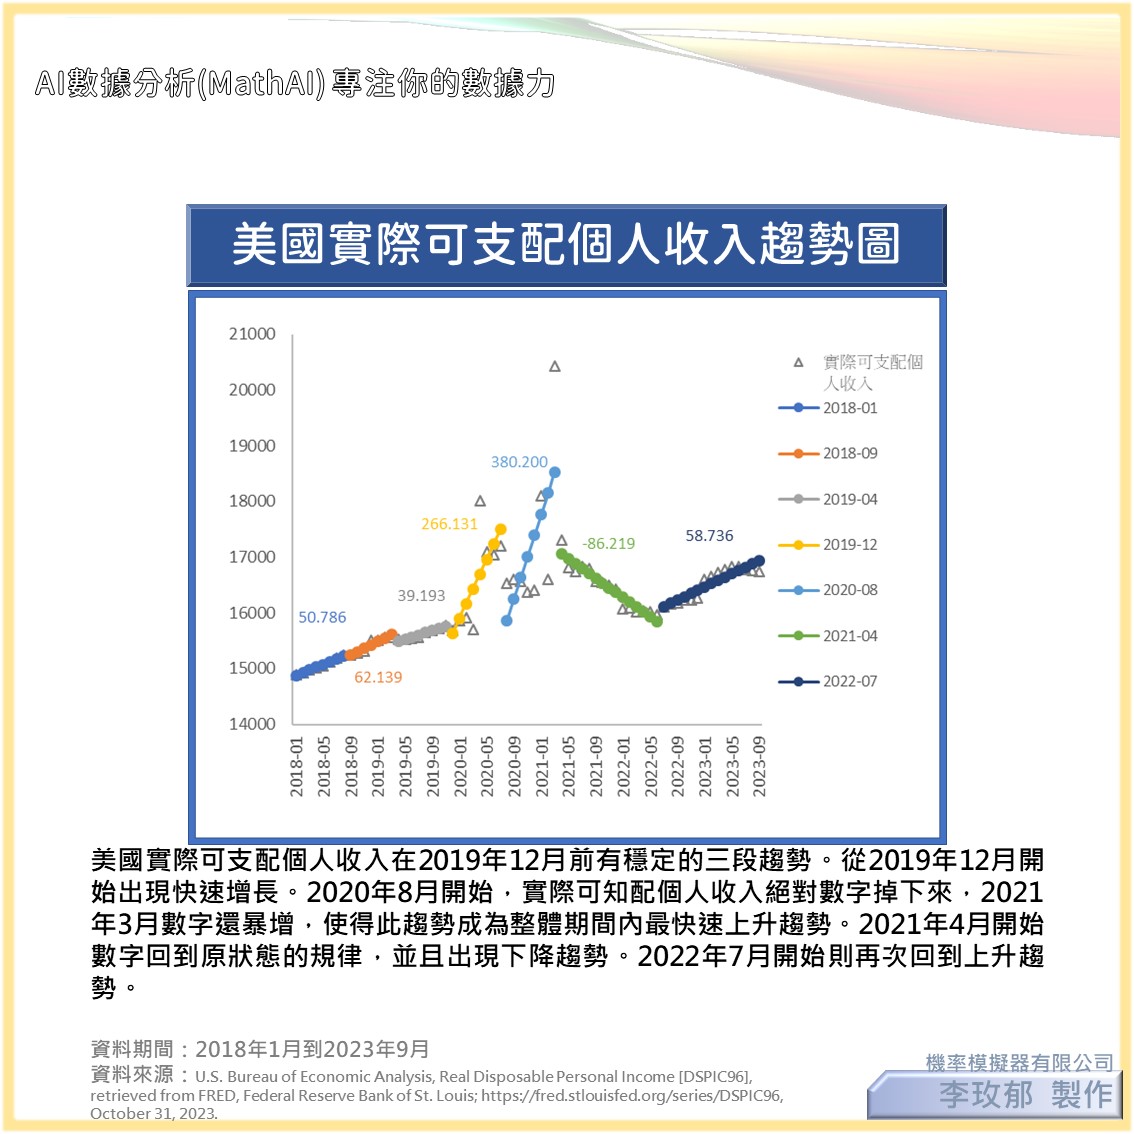 AI數據分析(MathAI) 專注你的數據力
美國實際可支配個人收入趨勢圖
21000
20000
19000
18000
17000
16000
15000
14000
50.786
62.139
39.193
266.131
380.200
-86.219
58.736
實際可支配個
人收入
2018-01
2018-09
2019-04
2019-12
2020-08
2021-04
2022-07
2018-01
2018-05
2018-09
2019-01
2019-05
2019-09
2020-01
2020-05
2020-09
2021-01
2021-05
2021-09
2022-01
2022-05
2022-09
2023-01
2023-05
2023-09
美國實際可支配個人收入在2019年12月前有穩定的三段趨勢。從2019年12月開
始出現快速增長。2020年8月開始，實際可知配個人收入絕對數字掉下來，2021
年3月數字還暴增，使得此趨勢成為整體期間內最快速上升趨勢。2021年4月開始
數字回到原狀態的規律，並且出現下降趨勢。2022年7月開始則再次回到上升趨
勢。
資料期間：2018年1月到2023年9月
資料來源：U.S. Bureau of Economic Analysis, Real Disposable Personal Income [DSPIC96],
retrieved from FRED, Federal Reserve Bank of St. Louis; https://fred.stlouisfed.org/series/DSPIC96,
October 31, 2023.
機率模擬器有限公司
李玫郁 製作